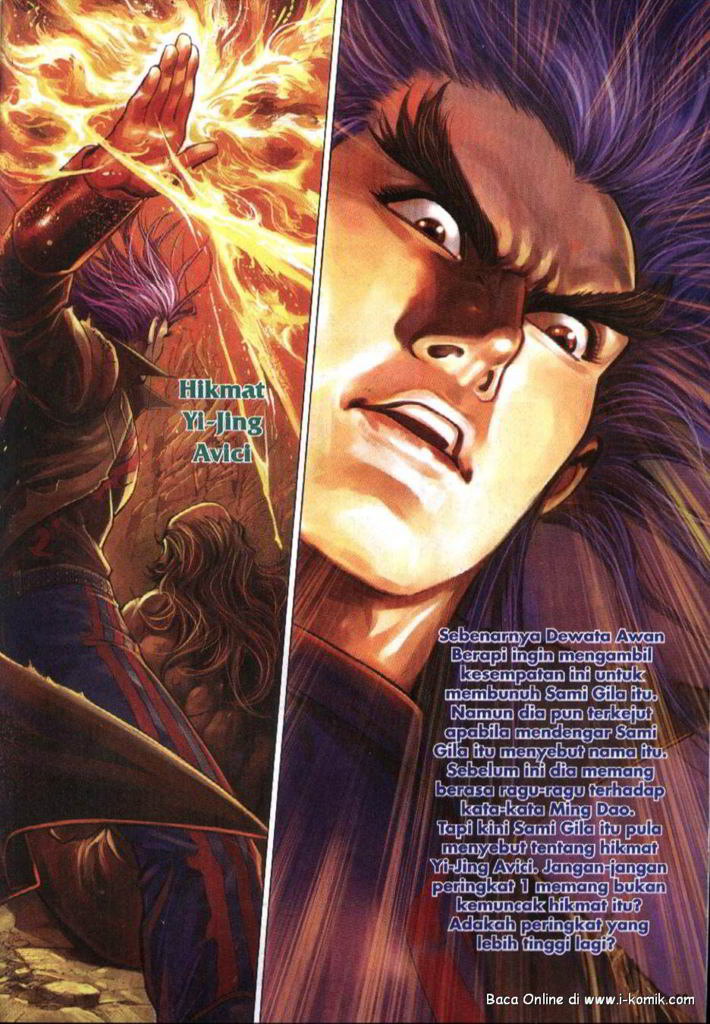 Hikmat
Yi-Jing
Avici
Sebenarnya Dewata Awan
Berapi ingin mengambil
kesempatan ini untuk
membunuh Sami Gila itu.
Namun dia pun terkejut
apabila mendengar Sami
Gila itu menyebut nama itu.
Sebelum ini dia memang
berasa ragu-ragu terhadap
kata-kata Ming Dao.
Tapi kini Sami Gila itu pula
menyebut tentang hikmat
Yi-Jing Avici. Jangan-jangan
peringkat 1 memang bukan
kemuncak hikmat itu?
Adakah peringkat yang
lebih tinggi lagi?
Baca Online di www.i-komik.com